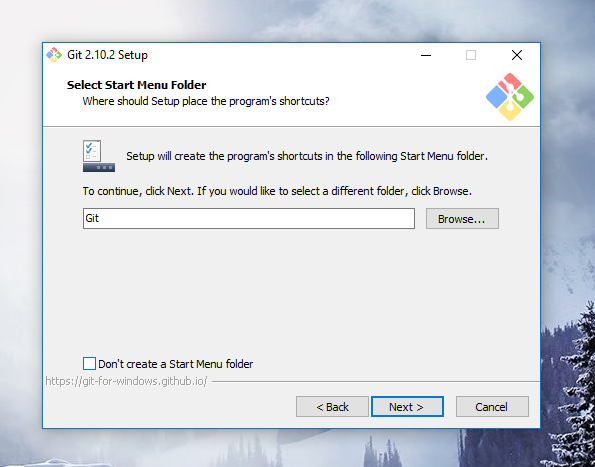 Git 2.10.2 Setup
Select Start Menu Folder
Where should Setup place the program's shortcuts?
Setup will create the program's shortcuts in the following Start Menu folder.
To continue, click Next. If you would like to select a different folder, click Browse.
Git
Browse...
Don't create a Start Menu folder
https://git-for-windows.github.io/
< Back
Next >
Cancel